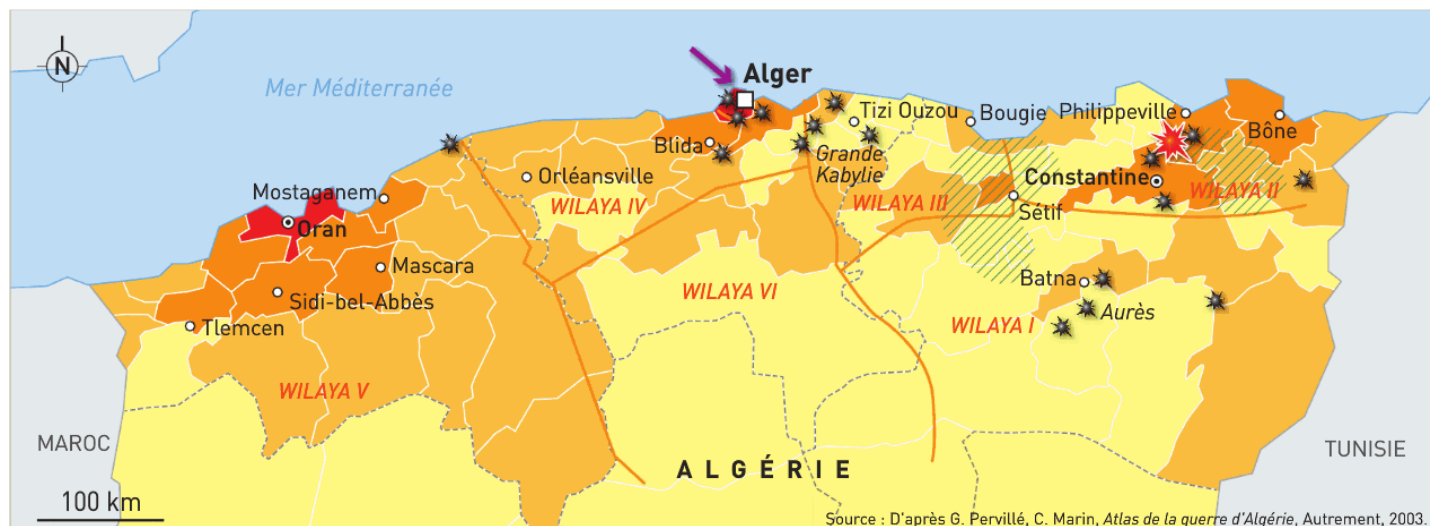 N
Mer Méditerranée
Alger
Tizi Ouzou
Bougie
Philippeville
Bône
Blida
Grande
Kabylie
Orléansville
Constantine
Mostaganem
WILAYA IV
WILAYA III
WILAYA II
Sétif
Oran
Mascara
Batna
Sidi-bel-Abbès
WILAYA VI
Aurès
Tlemcen
WILAYA I
WILAYA V
MAROC
TUNISIE
ALGÉRIE
100 km
Source : D'après G. Pervillé, C. Marin, Atlas de la guerre d'Algérie, Autrement, 2003.